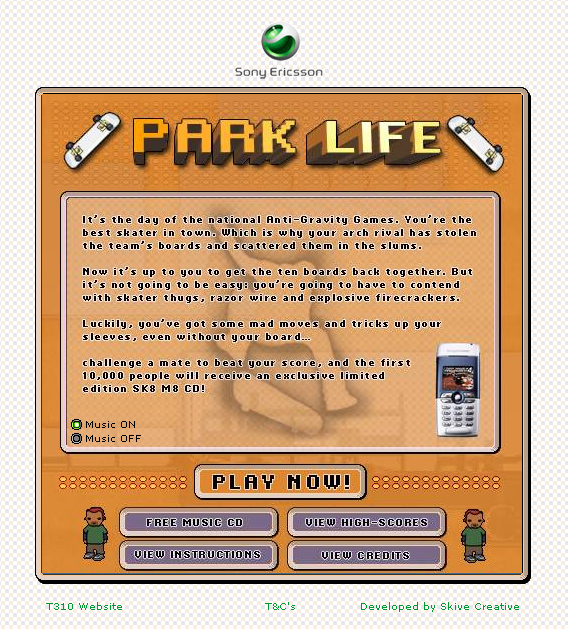 Sony Ericsson
PARK LIFE
It's the day of the national Anti-Gravity Games. You're the
best skater in town. Which is why your arch rival has stolen
the team's boards and scattered them in the slums.
Now it's up to you to get the ten boards back together. But
it's not going to be easy: you're going to have to contend
with skater thugs, razor wire and explosive firecrackers.
Luckily, you've got some mad moves and tricks up your
sleeves, even without your board...
challenge a mate to beat your score, and the first
10,000 people will receive an exclusive limited
edition SK8 M8 CD!
Music ON
Music OFF
PLAY NOW!
FREE MUSIC CD
VIEW HIGH-SCORES
VIEW INSTRUCTIONS
VIEW CREDITS
T310 Website
T&C's
Developed by Skive Creative